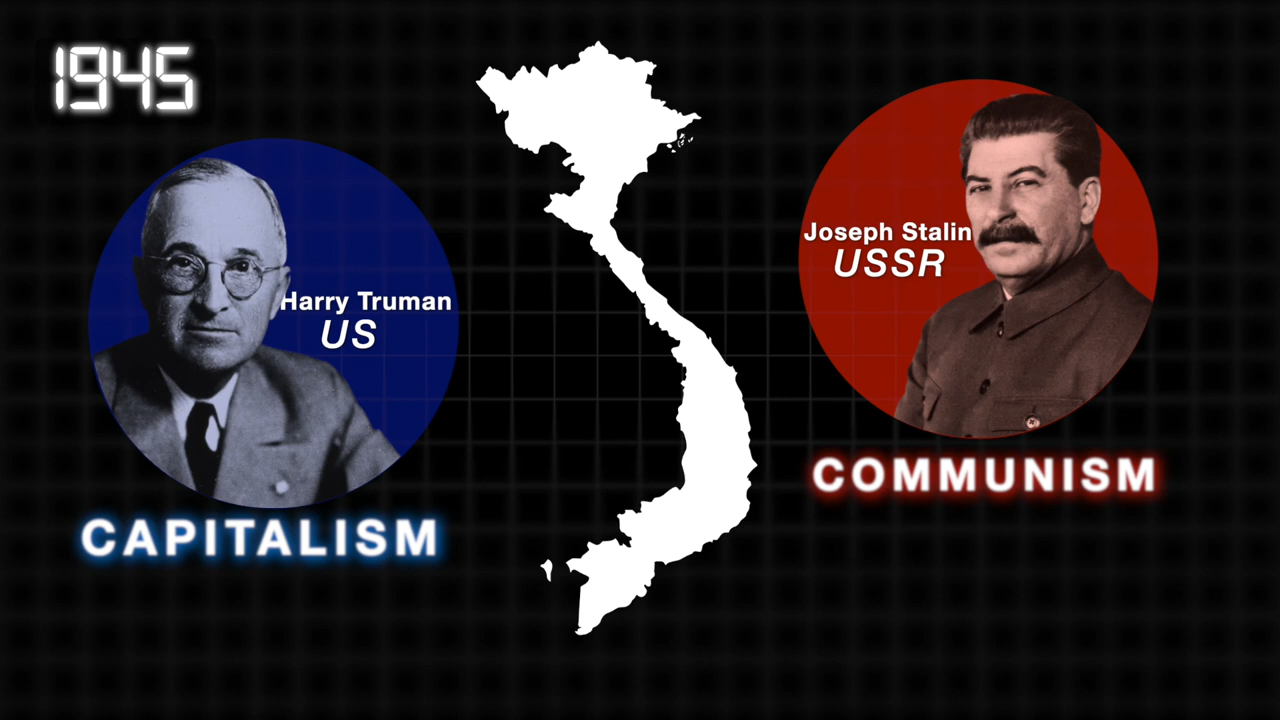 1945
Harry Truman
US
CAPITALISM
Joseph Stalin
USSR
COMMUNISM